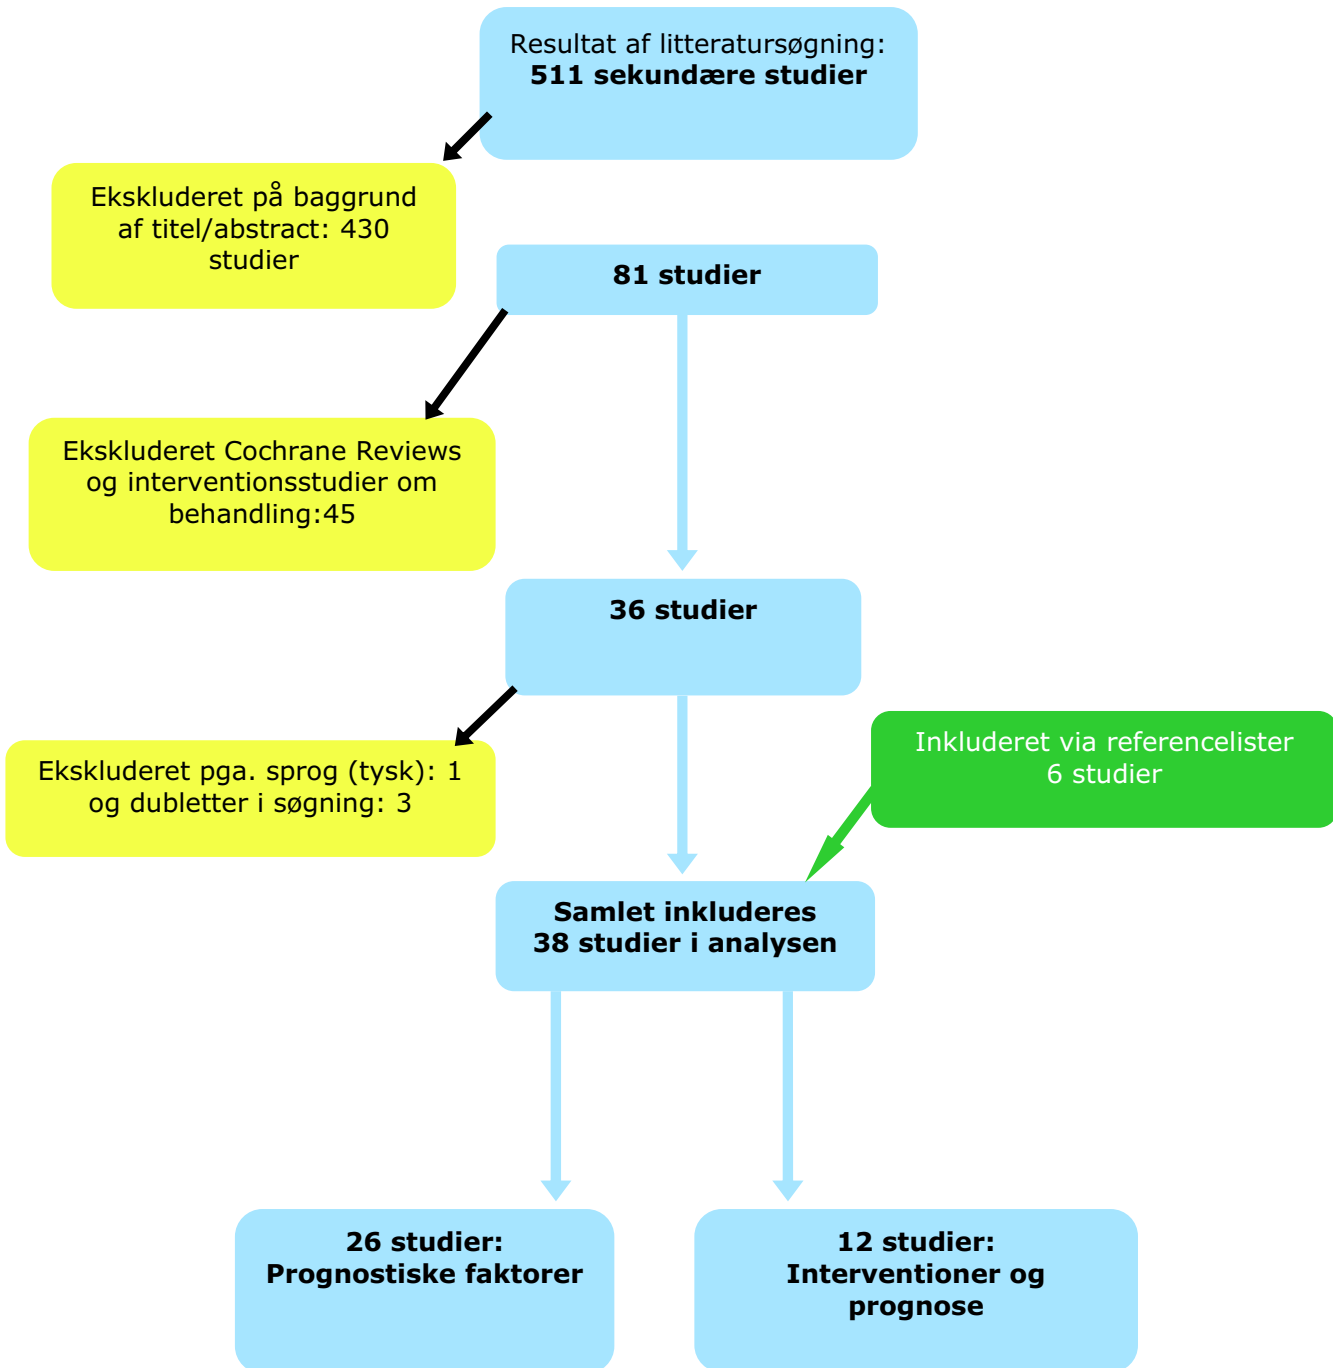 Resultat af litteratursøgning:
511 sekundære studier
Ekskluderet på baggrund
af titel/abstract: 430
studier
81 studier
Ekskluderet Cochrane Reviews
og interventionsstudier om
behandling:45
36 studier
Ekskluderet pga. sprog (tysk): 1
og dubletter i søgning: 3
Inkluderet via referencelister
6 studier
Samlet inkluderes
38 studier i analysen
26 studier:
Prognostiske faktorer
12 studier:
Interventioner og
prognose